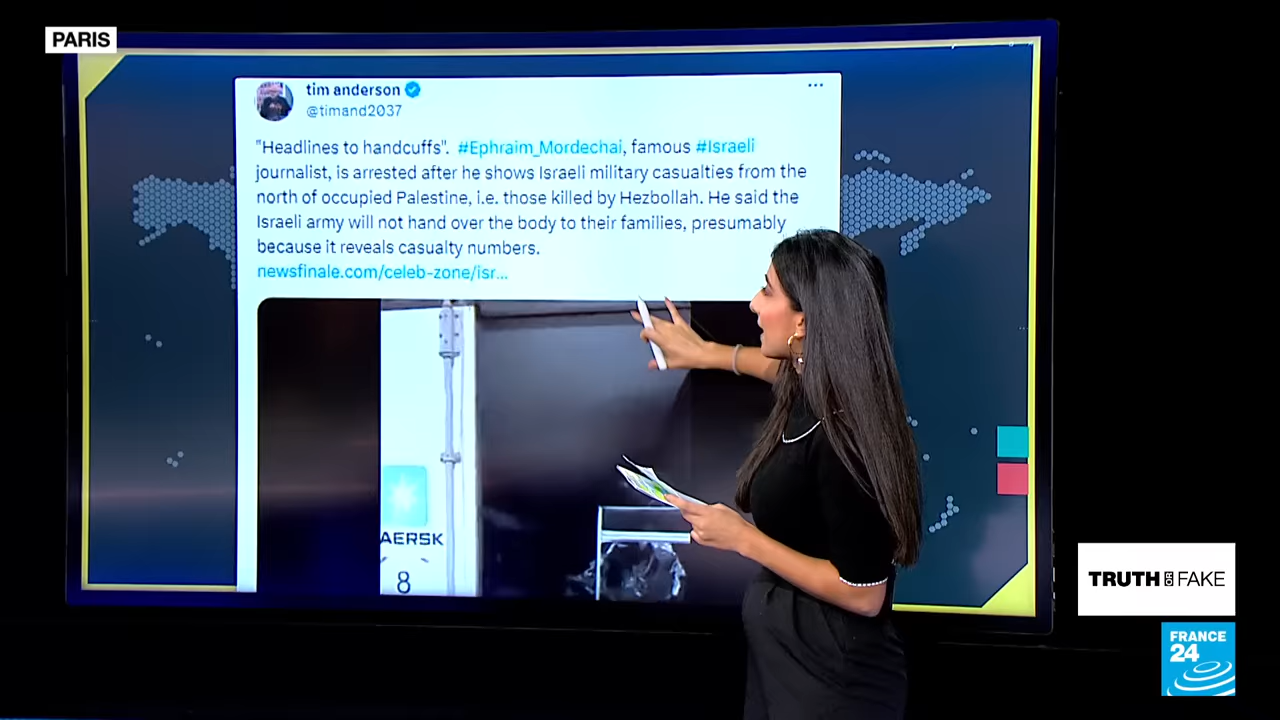 PARIS
tim anderson
@timand2037
"Headlines to handcuffs". #Ephraim_Mordechai, famous #Israeli
journalist, is arrested after he shows Israeli military casualties from the
north of occupied Palestine, i.e. those killed by Hezbollah. He said the
Israeli army will not hand over the body to their families, presumably
because it reveals casualty numbers.
newsfinale.com/celeb-zone/isr...
AERSK
8
TRUTH OR FAKE
FRANCE
24